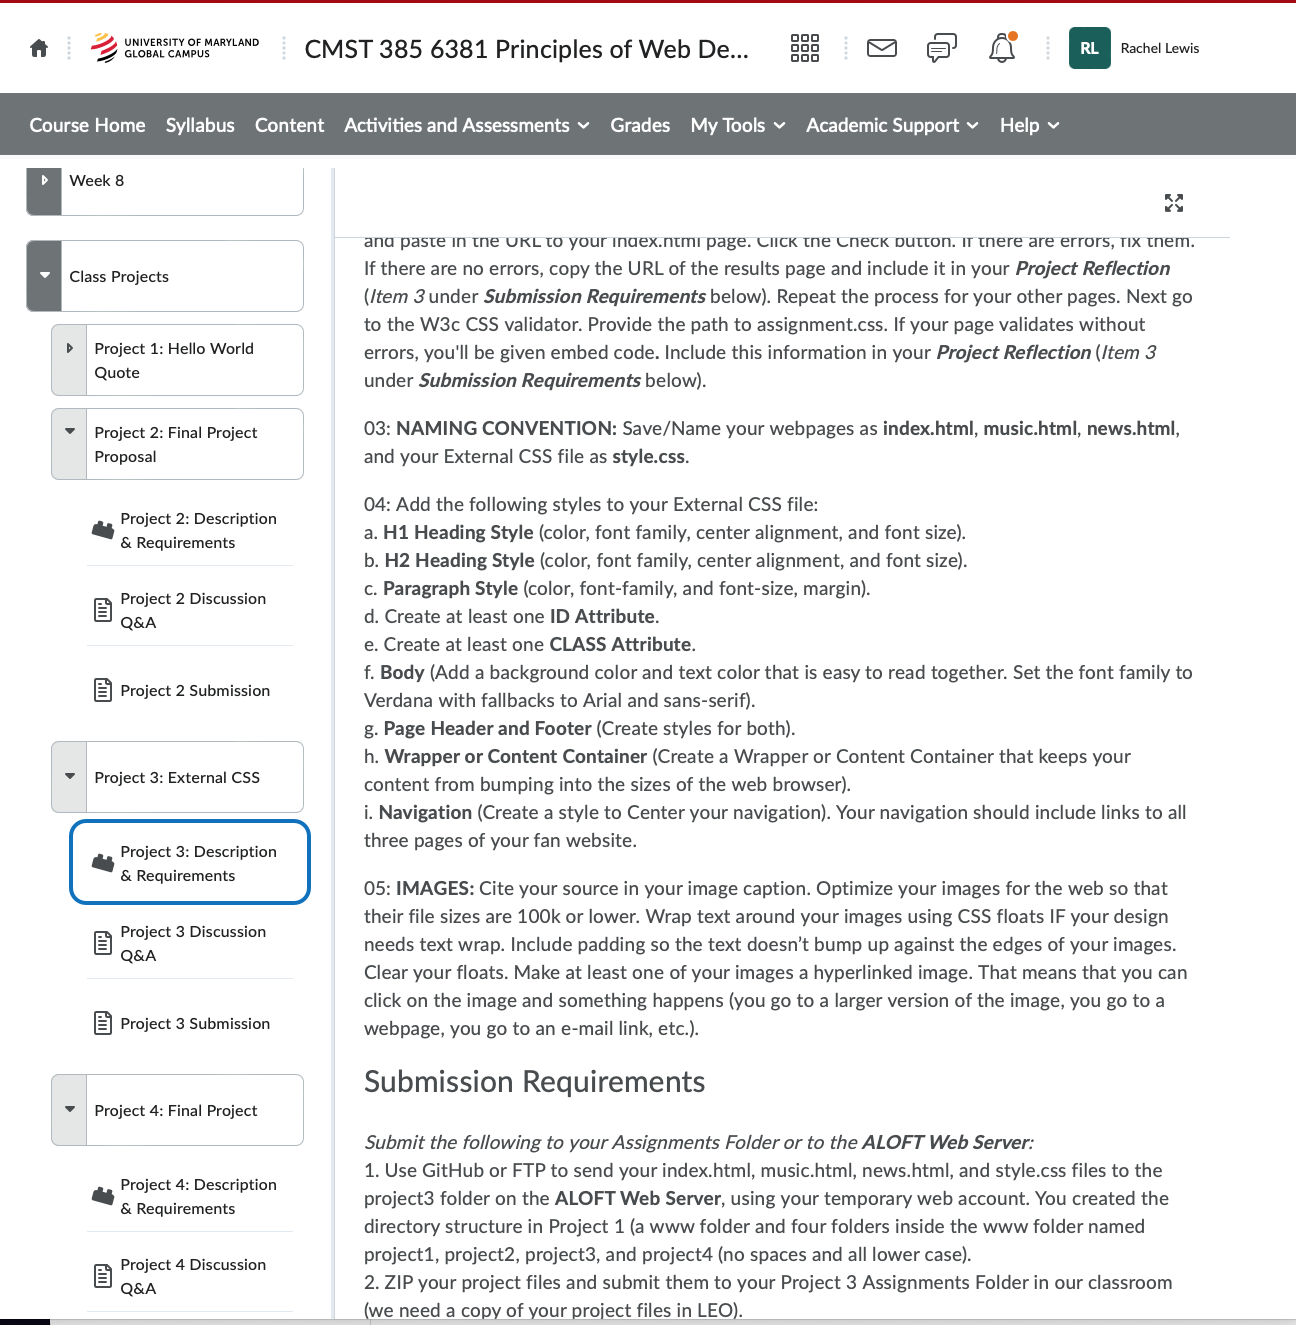 UNIVERSITY OF MARYLAND
GLOBAL CAMPUS
CMST 385 6381 Principles of Web De...
RL
Rachel Lewis
Course Home
Syllabus
Content
Activities and Assessments
Grades
My Tools
Academic Support
Help
Week 8
Class Projects
Project 1: Hello World
Quote
Project 2: Final Project
Proposal
Project 2: Description
& Requirements
Project 2 Discussion
Q&A
Project 2 Submission
Project 3: External CSS
Project 3: Description
& Requirements
Project 3 Discussion
Q&A
Project 3 Submission
Project 4: Final Project
Project 4: Description
& Requirements
Project 4 Discussion
Q&A
and paste in the URL to your index.html page. Click the Check button. If there are errors, fix them.
If there are no errors, copy the URL of the results page and include it in your Project Reflection
(Item 3 under Submission Requirements below). Repeat the process for your other pages. Next go
to the W3c CSS validator. Provide the path to assignment.css. If your page validates without
errors, you'll be given embed code. Include this information in your Project Reflection (Item 3
under Submission Requirements below).
03: NAMING CONVENTION: Save/Name your webpages as index.html, music.html, news.html,
and your External CSS file as style.css.
04: Add the following styles to your External CSS file:
a. H1 Heading Style (color, font family, center alignment, and font size).
b. H2 Heading Style (color, font family, center alignment, and font size).
c. Paragraph Style (color, font-family, and font-size, margin).
d. Create at least one ID Attribute.
e. Create at least one CLASS Attribute.
f. Body (Add a background color and text color that is easy to read together. Set the font family to
Verdana with fallbacks to Arial and sans-serif).
g. Page Header and Footer (Create styles for both).
h. Wrapper or Content Container (Create a Wrapper or Content Container that keeps your
content from bumping into the sizes of the web browser).
i. Navigation (Create a style to Center your navigation). Your navigation should include links to all
three pages of your fan website.
05: IMAGES: Cite your source in your image caption. Optimize your images for the web so that
their file sizes are 100k or lower. Wrap text around your images using CSS floats IF your design
needs text wrap. Include padding so the text doesn’t bump up against the edges of your images.
Clear your floats. Make at least one of your images a hyperlinked image. That means that you can
click on the image and something happens (you go to a larger version of the image, you go to a
webpage, you go to an e-mail link, etc.).
Submission Requirements
Submit the following to your Assignments Folder or to the ALOFT Web Server:
1. Use GitHub or FTP to send your index.html, music.html, news.html, and style.css files to the
project3 folder on the ALOFT Web Server, using your temporary web account. You created the
directory structure in Project 1 (a www folder and four folders inside the www folder named
project1, project2, project3, and project4 (no spaces and all lower case).
2. ZIP your project files and submit them to your Project 3 Assignments Folder in our classroom
(we need a copy of your project files in LEO).